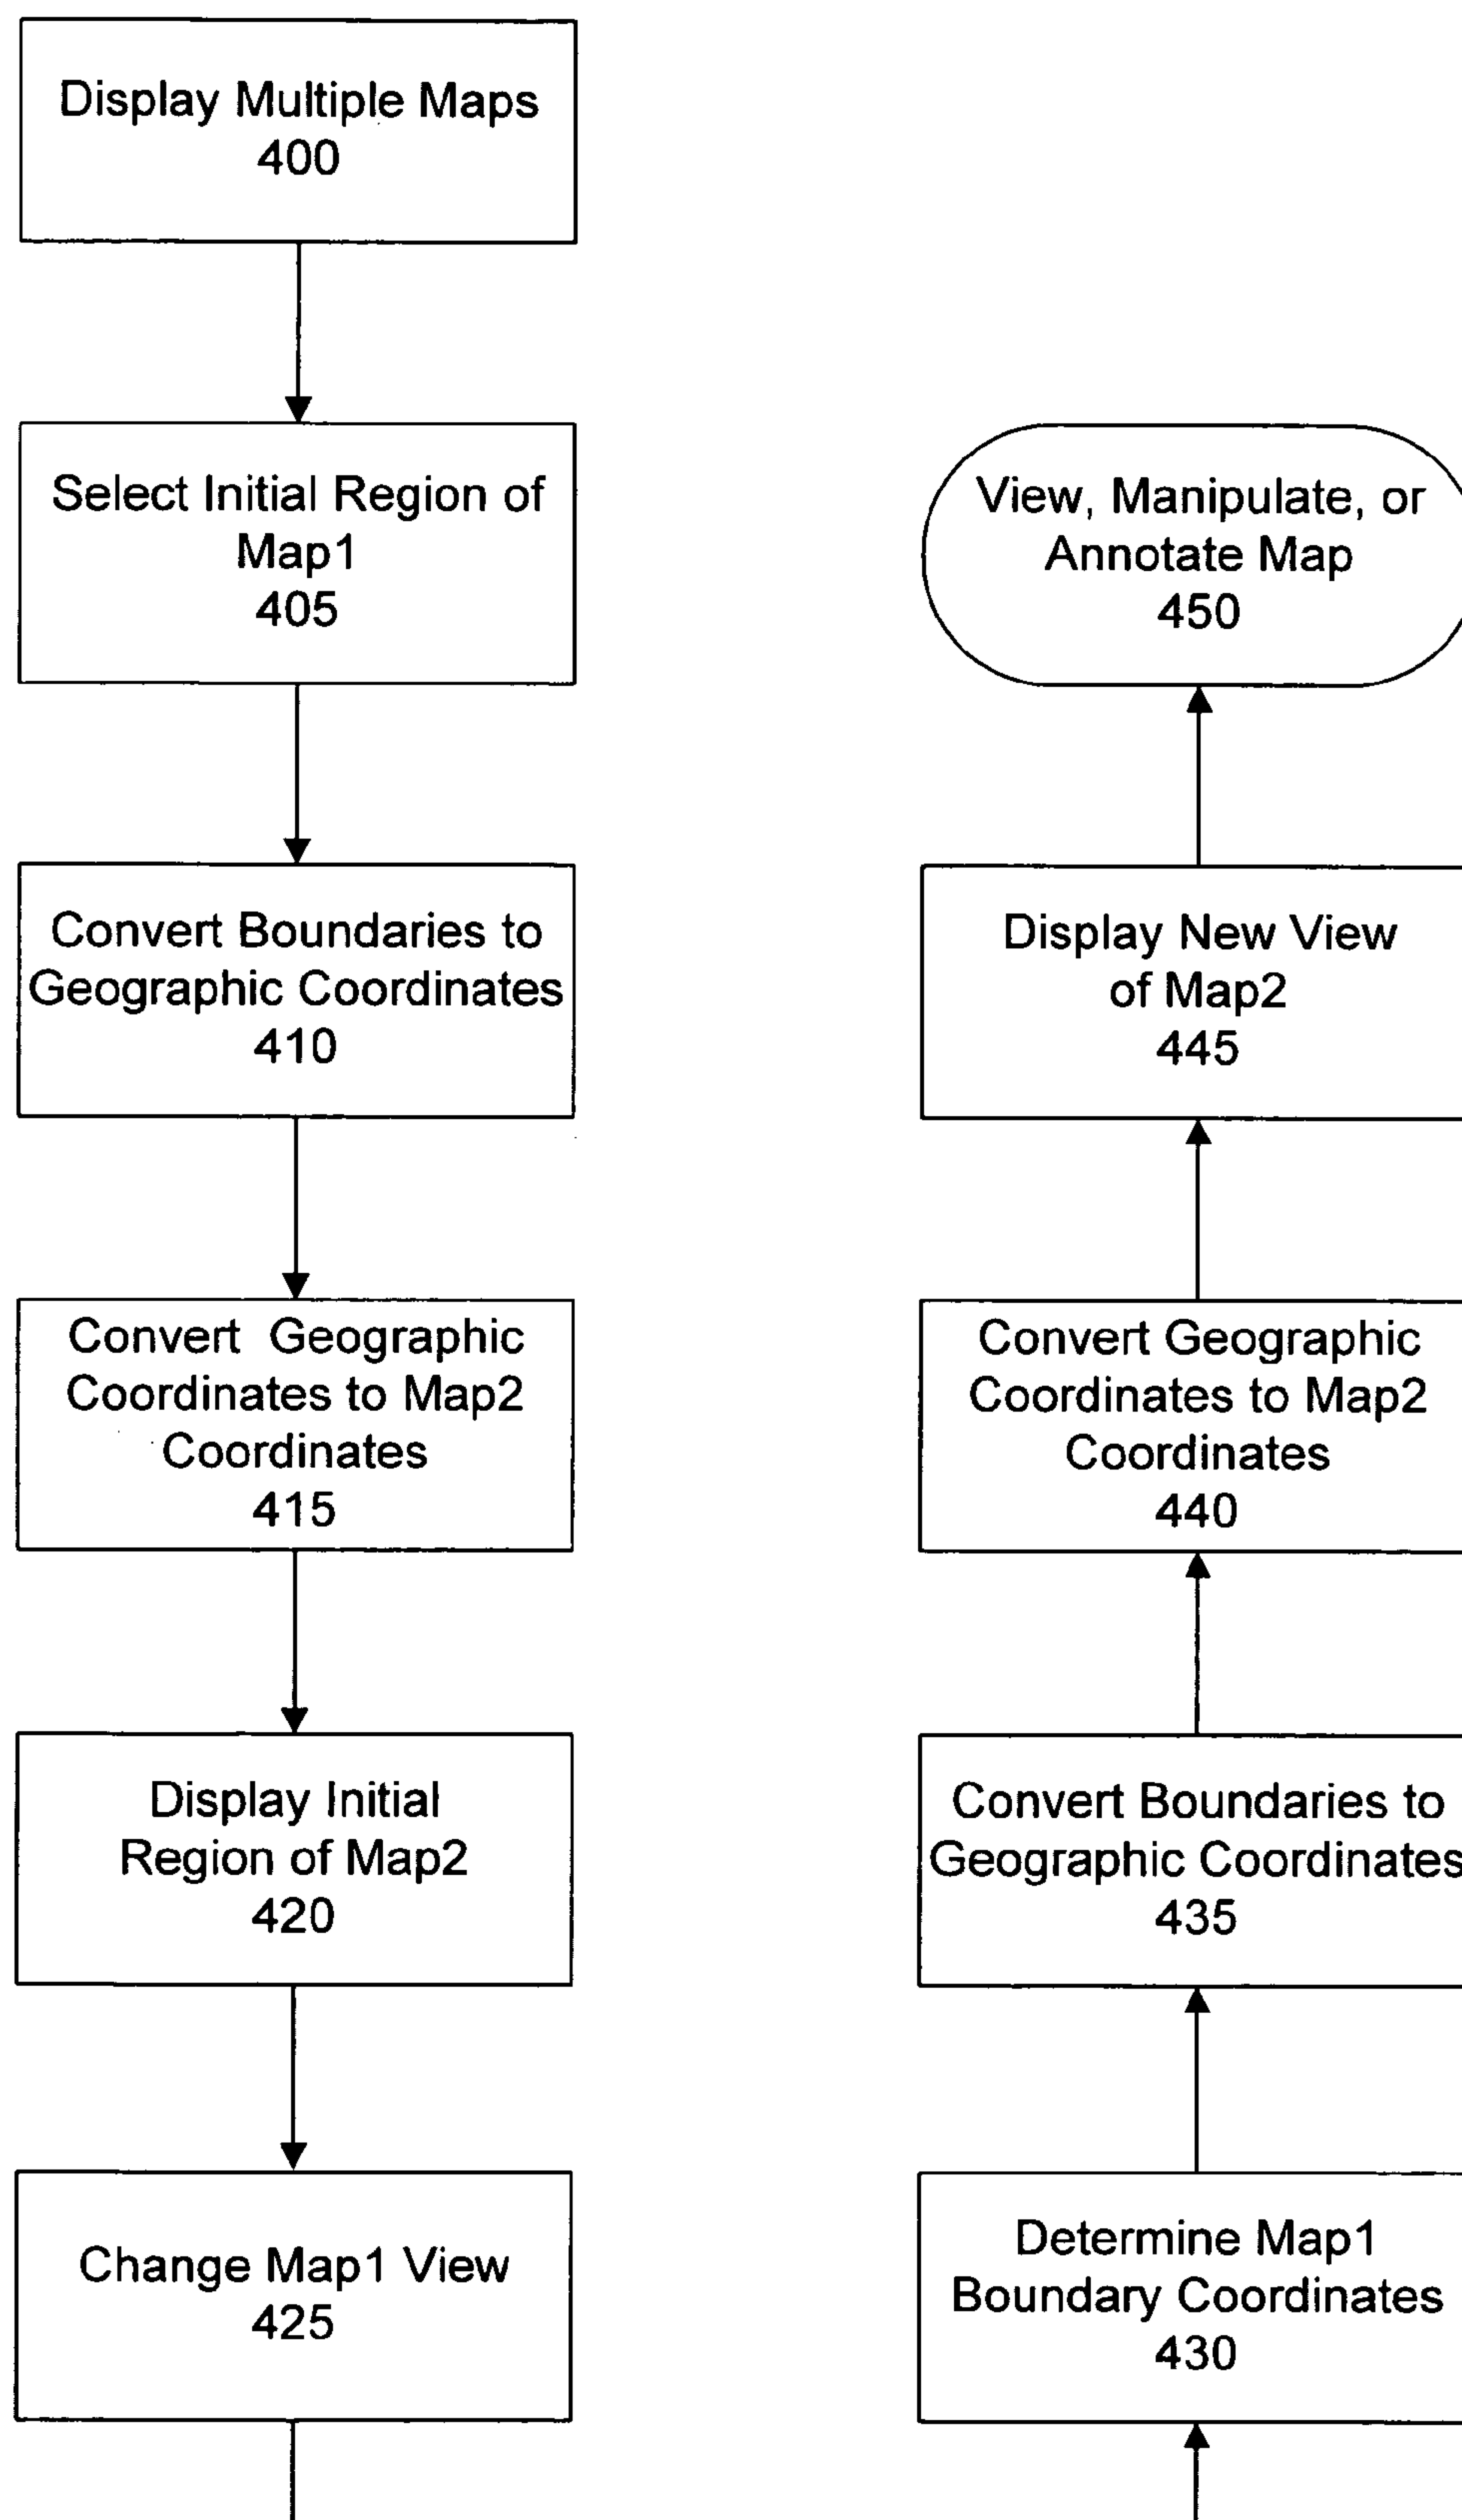 Display Multiple Maps
400
Select Initial Region of
Map1
405
Convert Boundaries to
Geographic Coordinates
410
Convert Geographic
Coordinates to Map2
Coordinates
415
Display Initial
Region of Map2
420
Change Map1 View
425
View, Manipulate, or
Annotate Map
450
Display New View
of Map2
445
Convert Geographic
Coordinates to Map2
Coordinates
440
Convert Boundaries to
Geographic Coordinates
435
Determine Map1
Boundary Coordinates
430